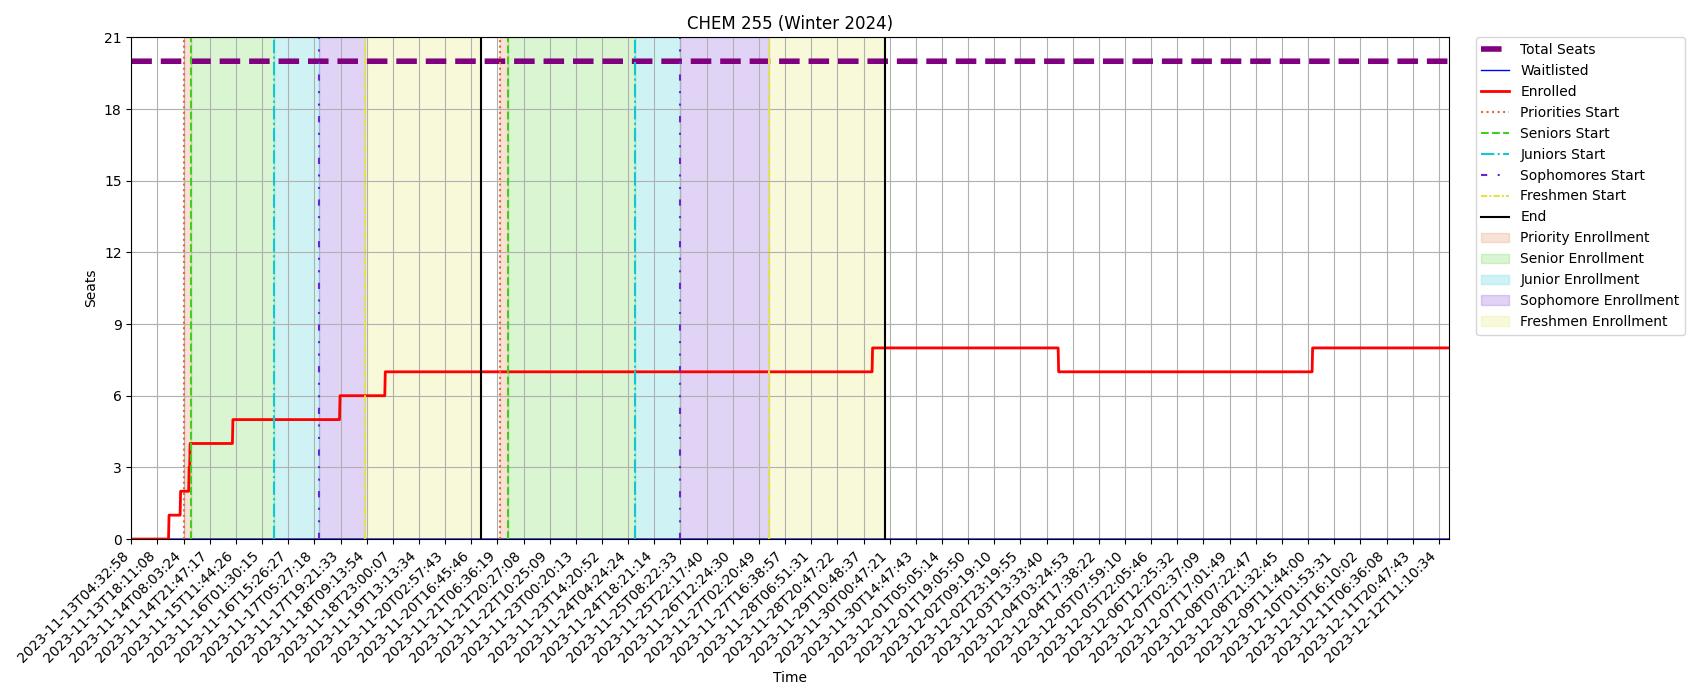 CHEM 255 (Winter 2024)
Seats
21
18
15
12
9
6
3
0
2023-11-13T04:32:58
2023-11-13T18:11:08
2023-11-14T08:03:24
2023-11-14T21:47:17
2023-11-15T11:44:26
2023-11-16T01:30:15
2023-11-16T15:26:27
2023-11-17T05:27:18
2023-11-17T19:21:33
2023-11-18T09:13:54
2023-11-18T23:00:07
2023-11-19T13:13:34
2023-11-20T02:57:43
2023-11-20T16:45:46
2023-11-21T06:36:19
2023-11-21T20:27:08
2023-11-22T10:25:09
2023-11-23T00:20:13
2023-11-23T14:20:52
2023-11-24T04:24:24
2023-11-24T18:21:14
2023-11-25T08:22:33
2023-11-25T22:17:40
2023-11-26T12:24:30
2023-11-27T02:20:49
2023-11-27T16:38:57
2023-11-28T06:51:31
2023-11-28T20:47:22
2023-11-29T10:48:37
2023-11-30T00:47:21
2023-11-30T14:47:43
2023-12-01T05:05:14
2023-12-01T19:05:50
2023-12-02T09:19:10
2023-12-02T23:19:55
2023-12-03T13:33:40
2023-12-04T03:24:53
2023-12-04T17:38:22
2023-12-05T07:59:10
2023-12-05T22:05:46
2023-12-06T12:25:32
2023-12-07T02:37:09
2023-12-07T17:01:49
2023-12-08T07:22:47
2023-12-08T21:32:45
2023-12-09T11:44:00
2023-12-10T01:53:31
2023-12-10T16:10:02
2023-12-11T06:36:08
2023-12-11T20:47:43
2023-12-12T11:10:34
Time
Total Seats
Waitlisted
Enrolled
Priorities Start
Seniors Start
Juniors Start
Sophomores Start
Freshmen Start
End
Priority Enrollment
Senior Enrollment
Junior Enrollment
Sophomore Enrollment
Freshmen Enrollment